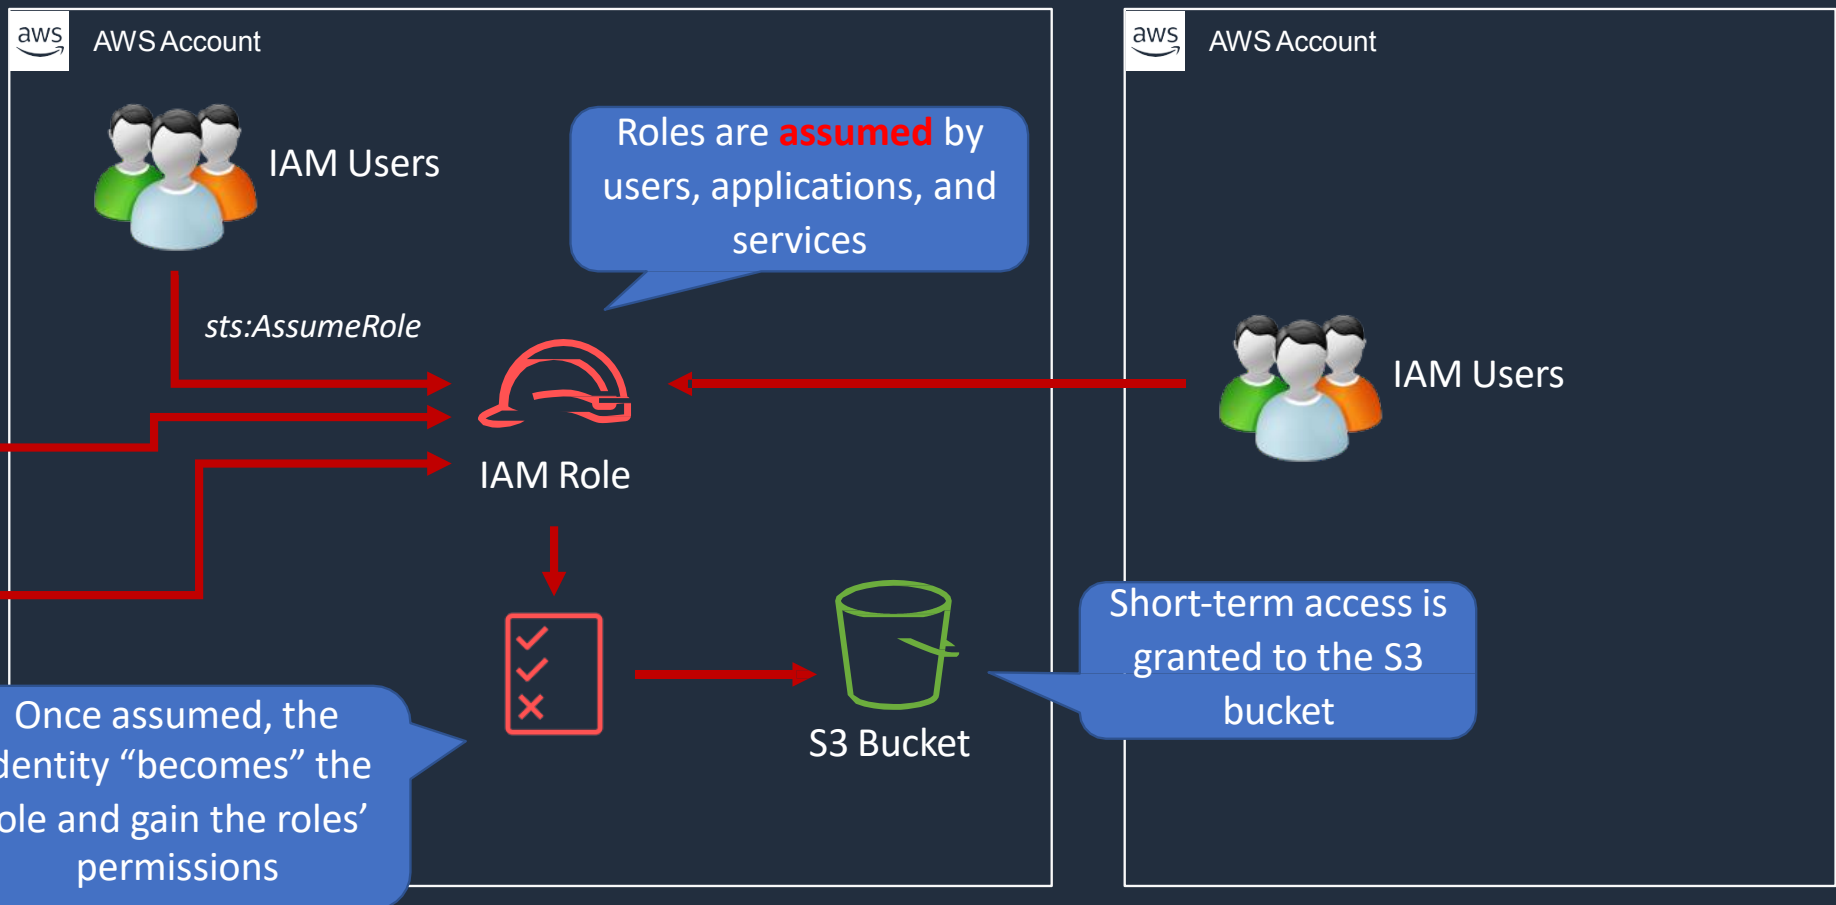 aws
AWS Account
IAM Users
sts:AssumeRole
Roles are assumed by
users, applications, and
services
IAM Role
Once assumed, the
dentity “becomes” the
ole and gain the roles’
permissions
S3 Bucket
Short-term access is
granted to the S3
bucket
aws
AWS Account
IAM Users